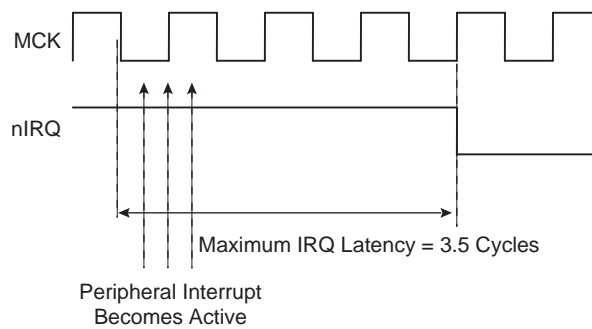 MCK
nIRQ
Maximum IRQ Latency = 3.5 Cycles
Peripheral Interrupt
Becomes Active